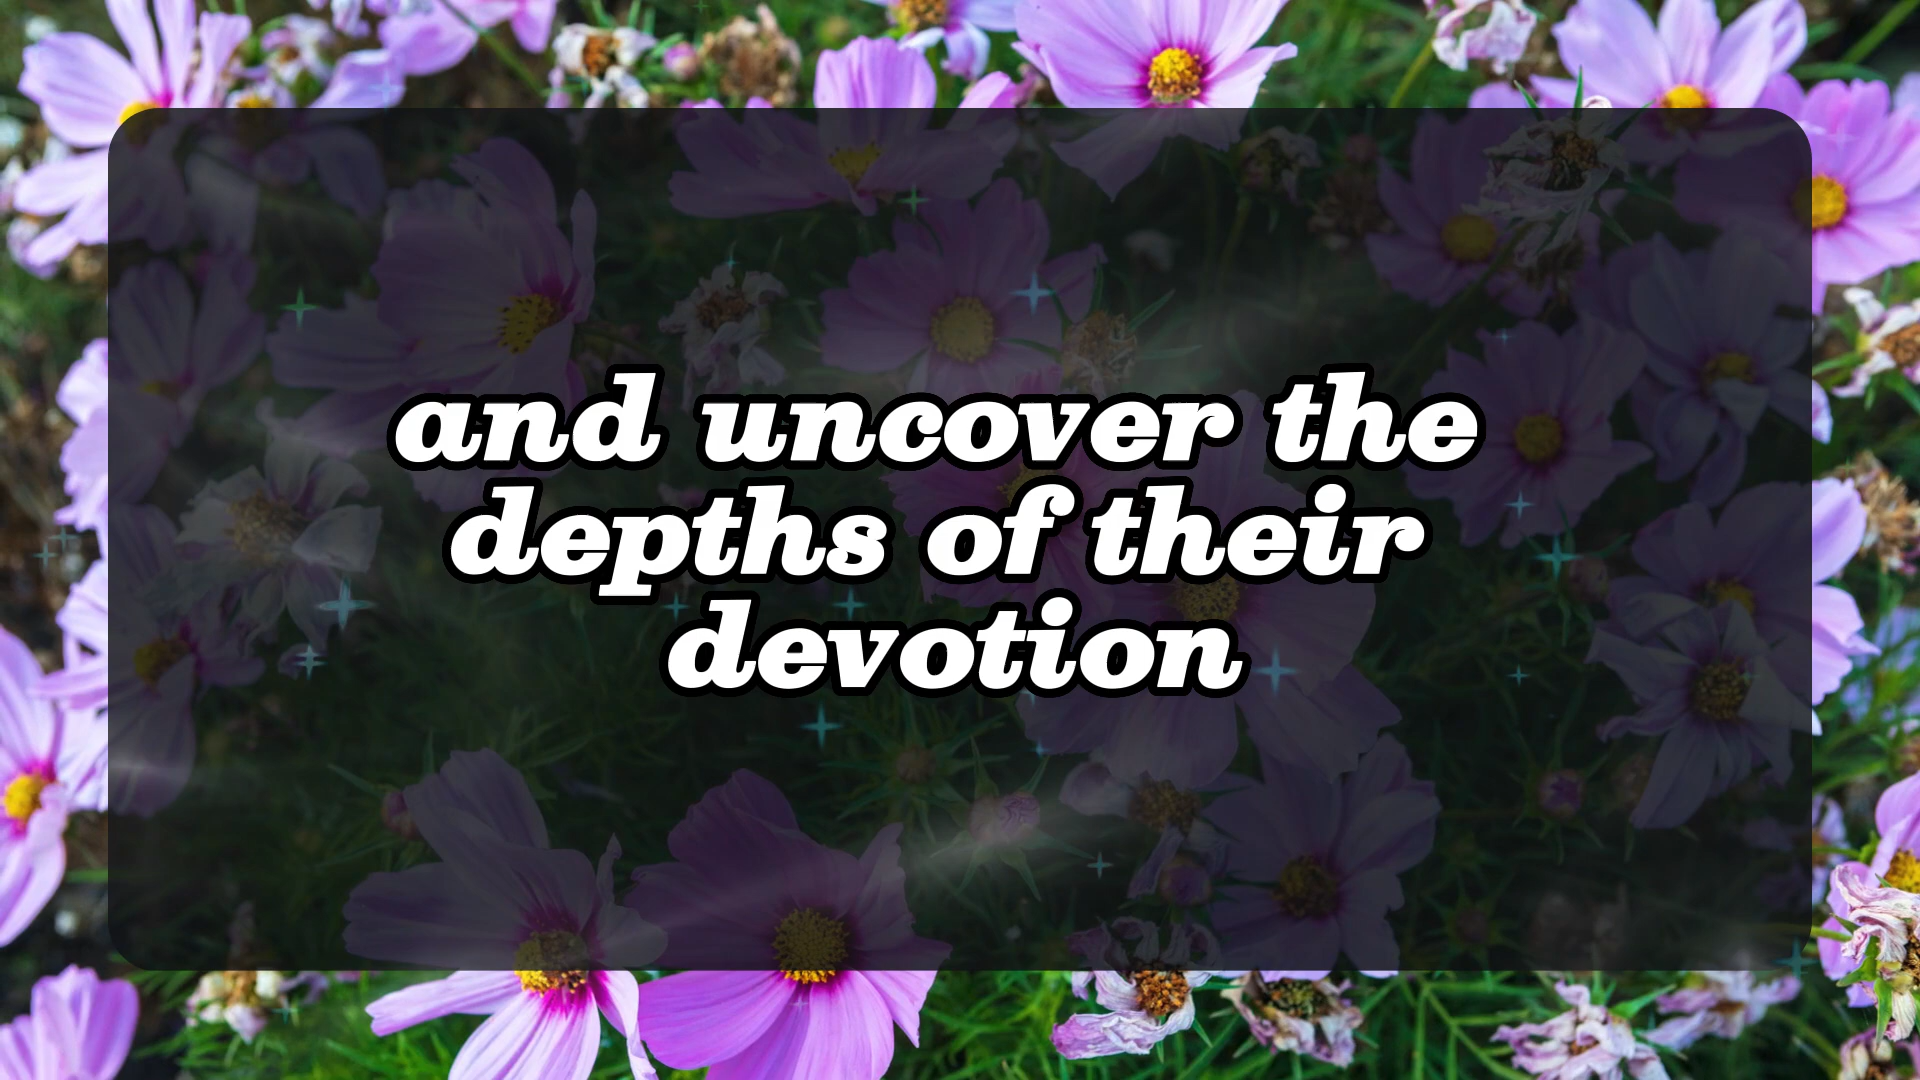 and uncover the
depths of their
devotion